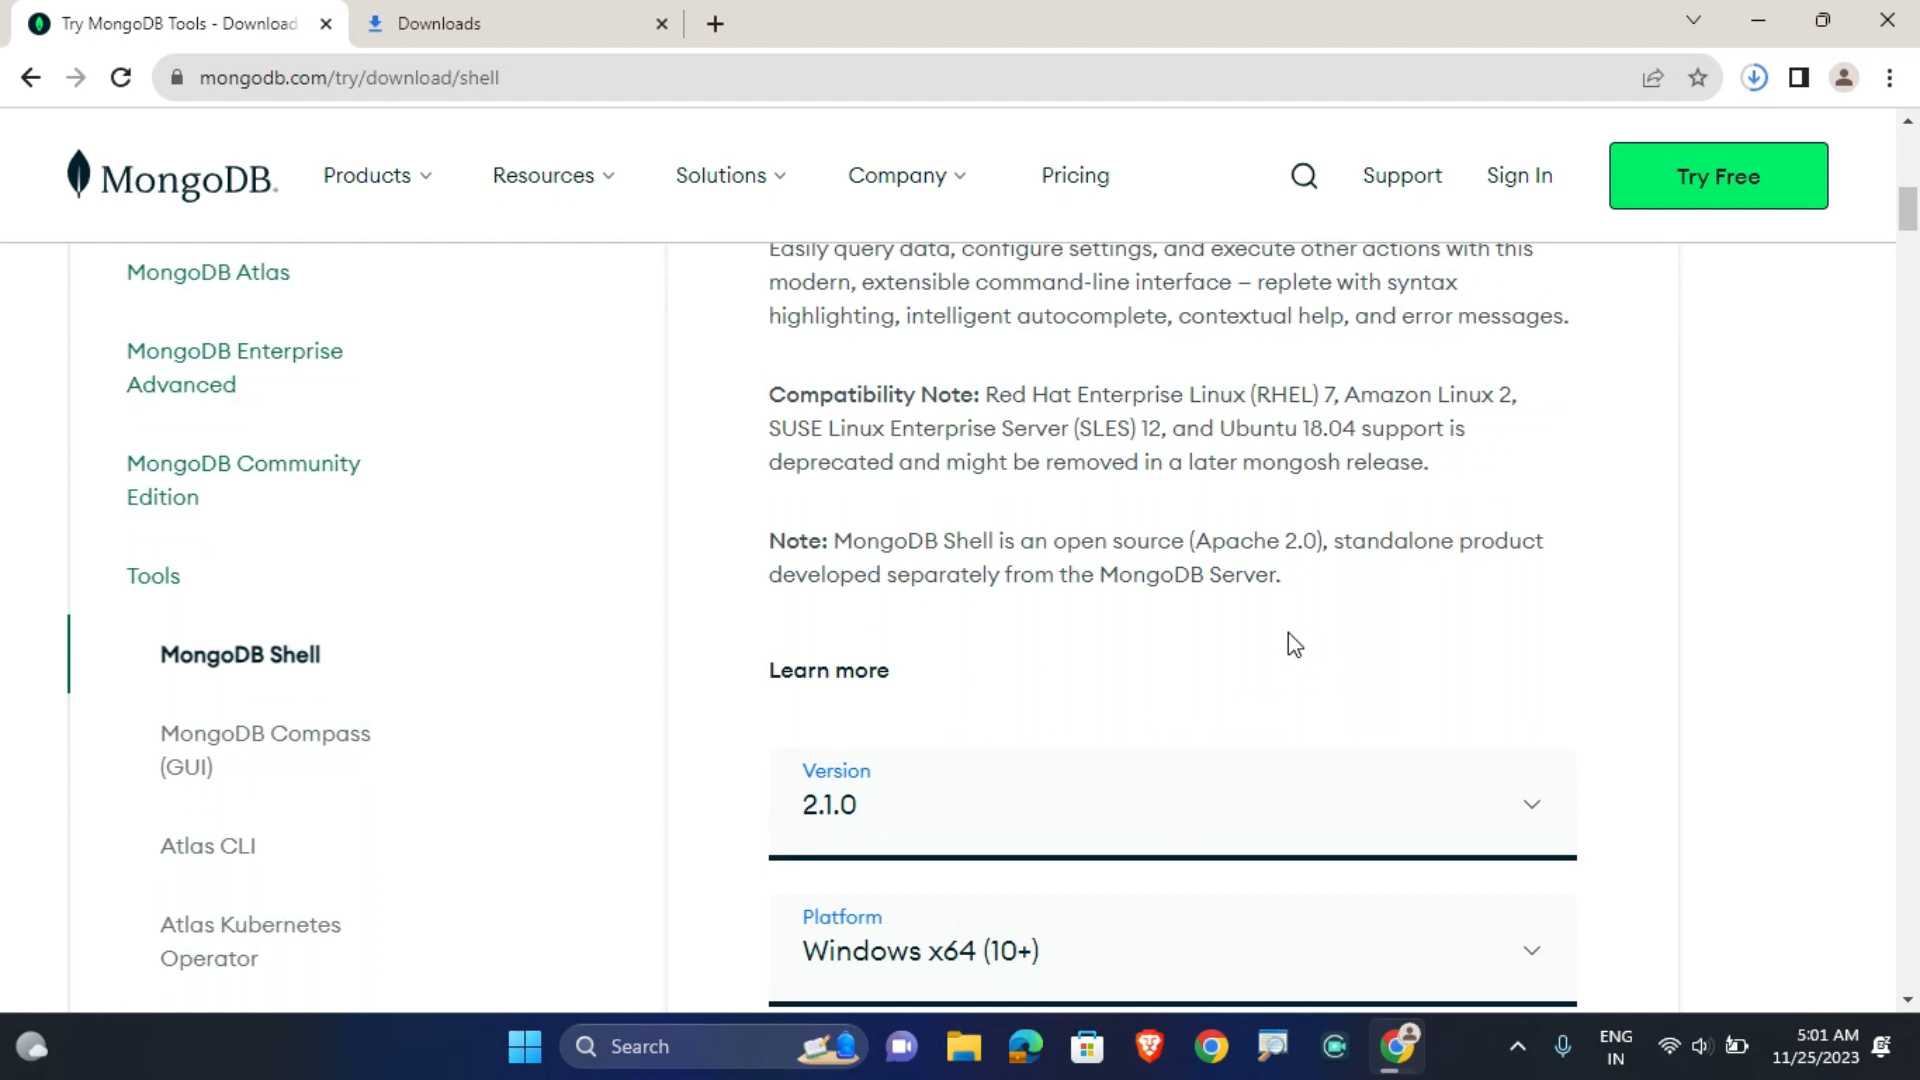 Try MongoDB Tools - Download
Downloads
mongodb.com/try/download/shell
MongoDB.
Products
Resources
Solutions
Company
Pricing
Support
Sign In
Try Free
MongoDB Atlas
MongoDB Enterprise
Advanced
MongoDB Community
Edition
Tools
MongoDB Shell
MongoDB Compass
(GUI)
Atlas CLI
Atlas Kubernetes
Operator
Easily query data, configure settings, and execute other actions with this
modern, extensible command-line interface – replete with syntax
highlighting, intelligent autocomplete, contextual help, and error messages.
Compatibility Note: Red Hat Enterprise Linux (RHEL) 7, Amazon Linux 2,
SUSE Linux Enterprise Server (SLES) 12, and Ubuntu 18.04 support is
deprecated and might be removed in a later mongosh release.
Note: MongoDB Shell is an open source (Apache 2.0), standalone product
developed separately from the MongoDB Server.
Learn more
Version
2.1.0
Platform
Windows x64 (10+)
Search
ENG
IN
5:01 AM
11/25/2023